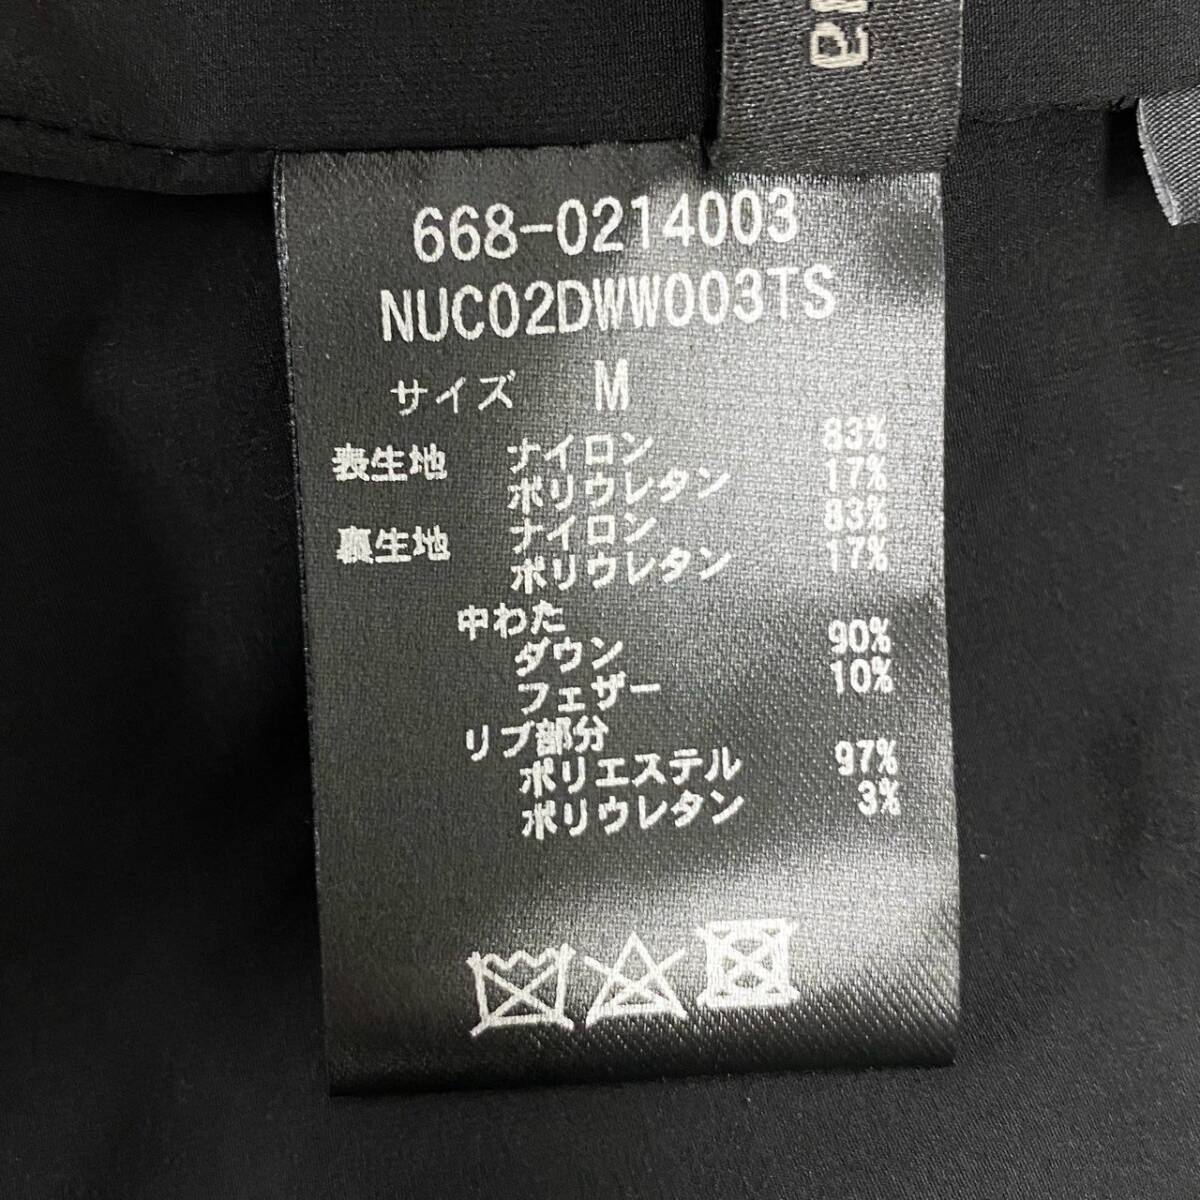 668-0214003
NUC02DWW003TS
サイズ M
表生地 ナイロン 83%
ポリウレタン 17%
裏生地 ナイロン 83%
ポリウレタン 17%
中わた
ダウン 90%
フェザー 10%
リブ部分
ポリエステル 97%
ポリウレタン 3%